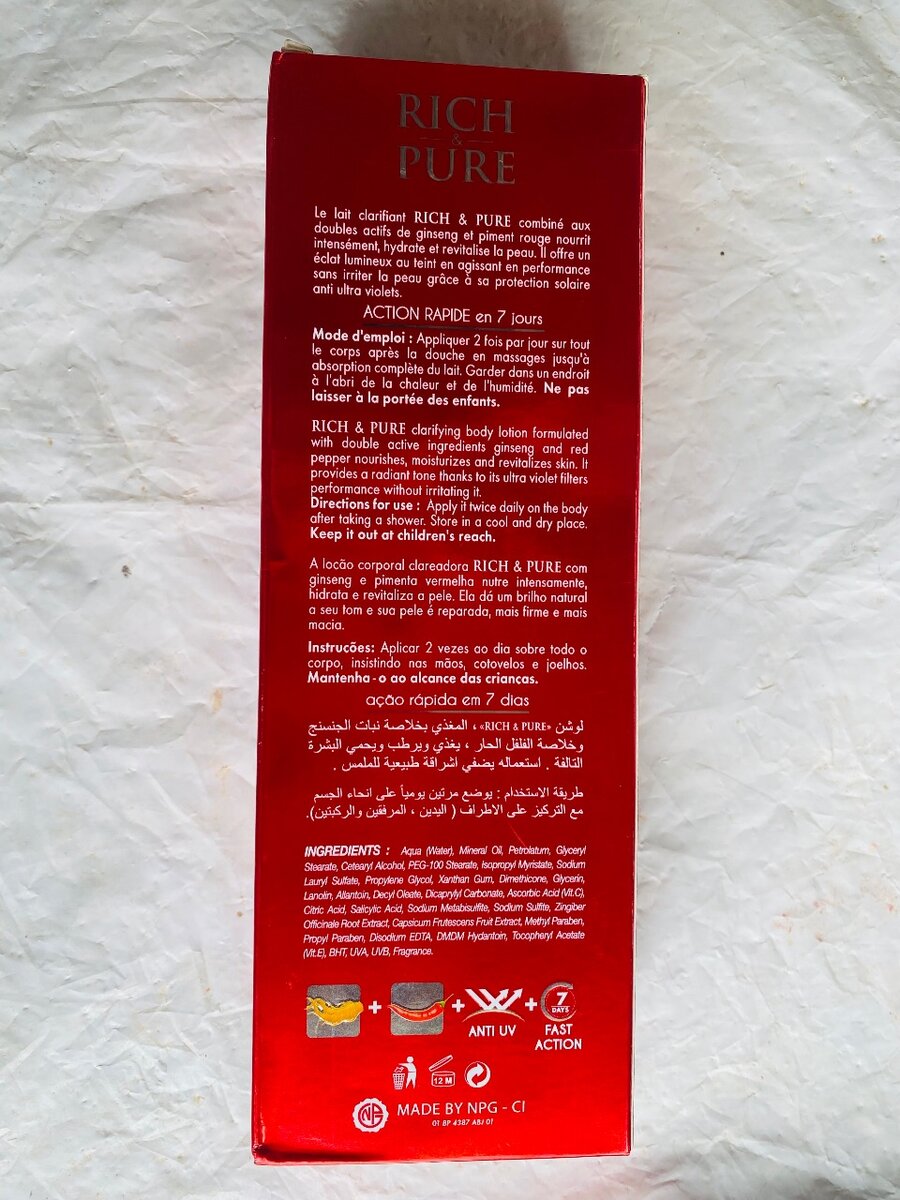 RICH
&
PURE
Le lait clarifiant RICH & PURE combiné aux
doubles actifs de ginseng et piment rouge nourrit
intensément, hydrate et revitalise la peau. Il offre un
éclat lumineux au teint en agissant en performance
sans irriter la peau grâce à sa protection solaire
anti ultra violets.
ACTION RAPIDE en 7 jours
Mode d'emploi : Appliquer 2 fois par jour sur tout
le corps après la douche en massages jusqu'à
absorption complète du lait. Garder dans un endroit
à l'abri de la chaleur et de l'humidité. Ne pas
laisser à la portée des enfants.
RICH & PURE clarifying body lotion formulated
with double active ingredients ginseng and red
pepper nourishes, moisturizes and revitalizes skin. It
provides a radiant tone thanks to its ultra violet filters
performance without irritating it.
Directions for use : Apply it twice daily on the body
after taking a shower. Store in a cool and dry place.
Keep it out at children's reach.
A locão corporal clareadora RICH & PURE com
ginseng e pimenta vermelha nutre intensamente,
hidrata e revitaliza a pele. Ela dá um brilho natural
a seu tom e sua pele é reparada, mais firme e mais
macia.
Instrucões: Aplicar 2 vezes ao dia sobre todo o
corpo, insistindo nas mãos, cotovelos e joelhos.
Mantenha-o ao alcance das crianças.
ação rápida em 7 dias
لوشن «RICH & PURE» ، المغذي بخلاصة نبات الجنسنج
وخلاصة الفلفل الحار ، يغذي ويرطب ويحمي البشرة
التالفة . استعماله يضفي اشراقة طبيعية للملمس .
طريقة الاستخدام : يوضع مرتين يومياً على انحاء الجسم
مع التركيز على الاطراف ( اليدين ، المرفقين والركبتين).
INGREDIENTS : Aqua (Water), Mineral Oil, Petrolatum, Glyceryl
Stearate, Cetearyl Alcohol, PEG-100 Stearate, Isopropyl Myristate, Sodium
Lauryl Sulfate, Propylene Glycol, Xanthan Gum, Dimethicone, Glycerin,
Lanolin, Allantoin, Decyl Oleate, Dicaprylyl Carbonate, Ascorbic Acid (Vit.C),
Citric Acid, Salicylic Acid, Sodium Metabisulfite, Sodium Sulfite, Zingiber
Officinale Root Extract, Capsicum Frutescens Fruit Extract, Methyl Paraben,
Propyl Paraben, Disodium EDTA, DMDM Hydantoin, Tocopheryl Acetate
(Vit.E), BHT, UVA, UVB, Fragrance.
+ + +
7
DAYS
ANTI UV
FAST
ACTION
12 M
MADE BY NPG - CI
01 BP 4387 ABJ 01